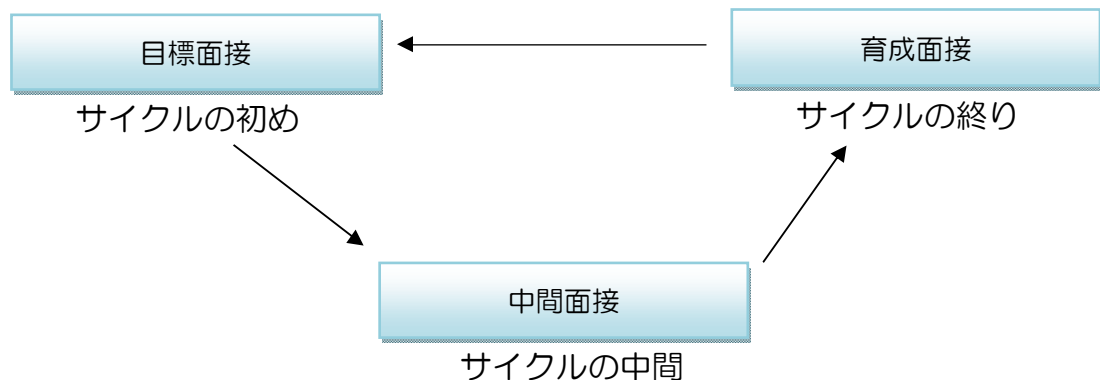 目標面接
育成面接
サイクルの初め
サイクルの終り
中間面接
サイクルの中間